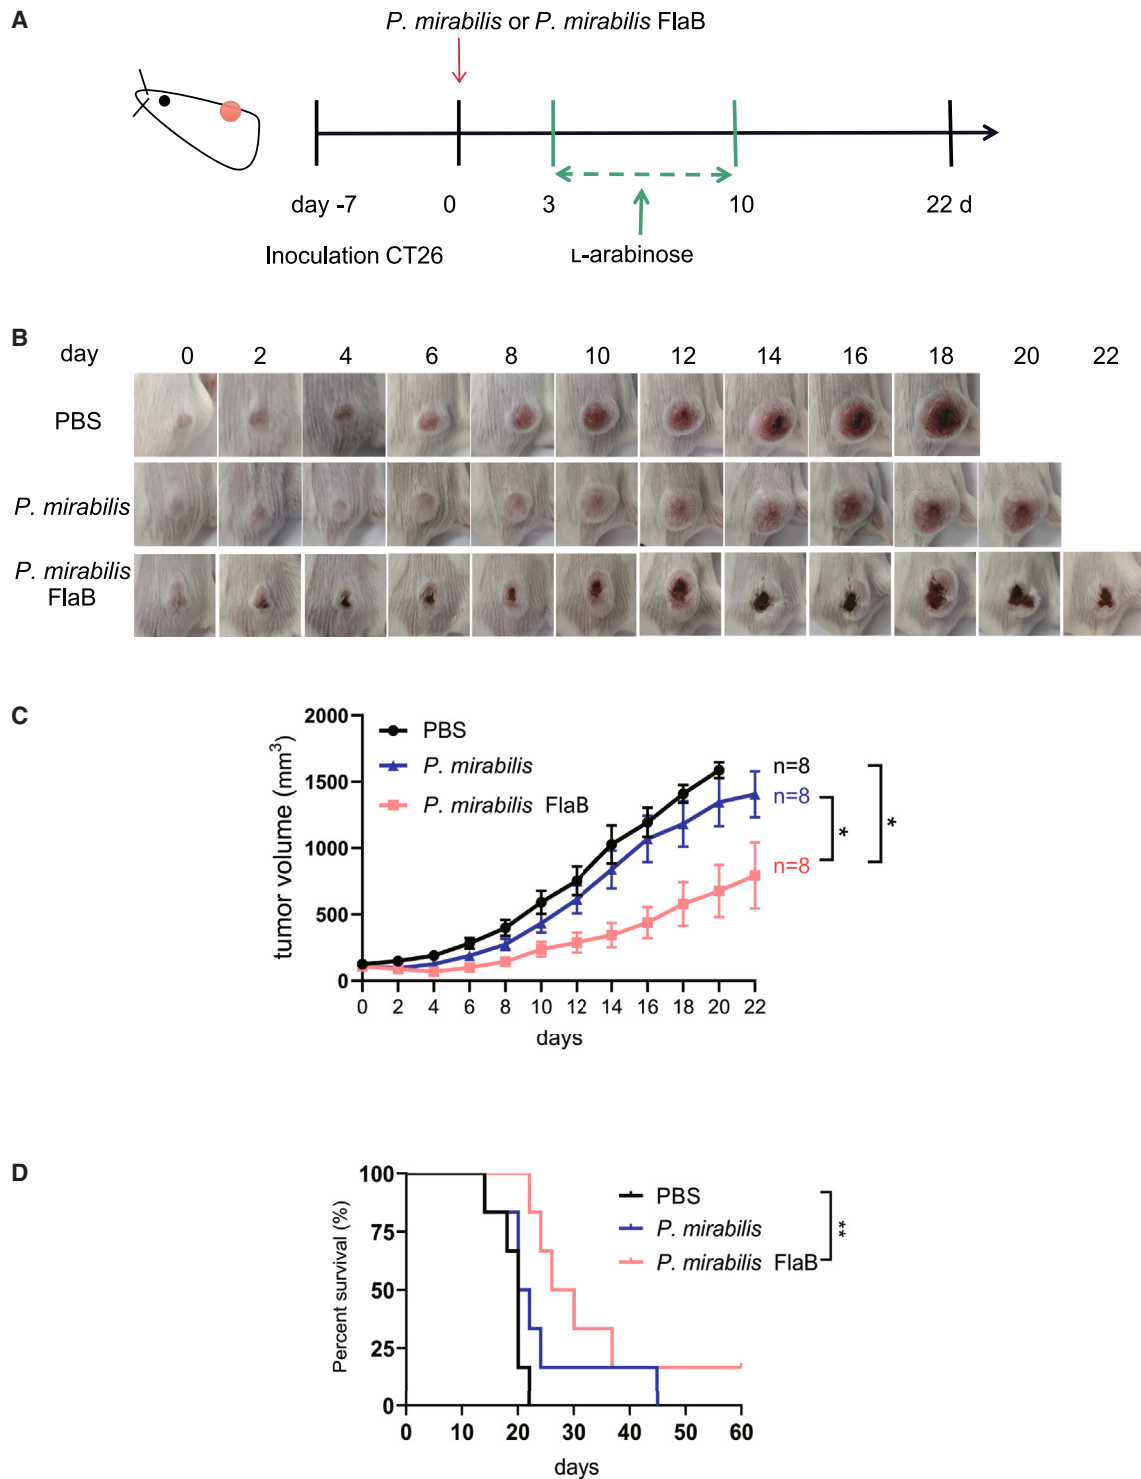 A
P. mirabilis or P. mirabilis FlaB
day -7 0 3 10 22 d
Inoculation CT26 L-arabinose
B
day 0 2 4 6 8 10 12 14 16 18 20 22
PBS
P. mirabilis
P. mirabilis
FlaB
C
tumor volume (mm3)
2000
1500
1000
500
0
PBS
P. mirabilis
P. mirabilis FlaB
n=8
n=8
n=8
*
*
0 2 4 6 8 10 12 14 16 18 20 22
days
D
Percent survival (%)
100
75
50
25
0
PBS
P. mirabilis
P. mirabilis FlaB
**
0 10 20 30 40 50 60
days